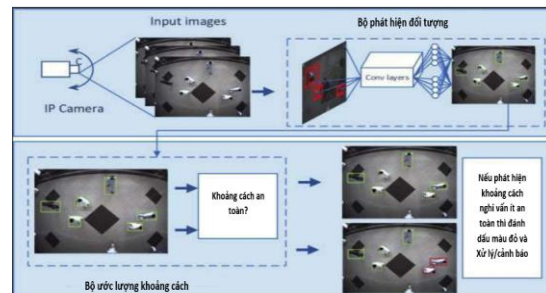 Input images
Bộ phát hiện đối tượng
C
IP Camera
Conv layers
Khoảng cách an
toàn?
Nếu phát hiện
khoảng cách
nghi vấn ít an
toàn thì đánh
dấu màu đỏ và
Xử lý/cảnh báo
Bộ ước lượng khoảng cách